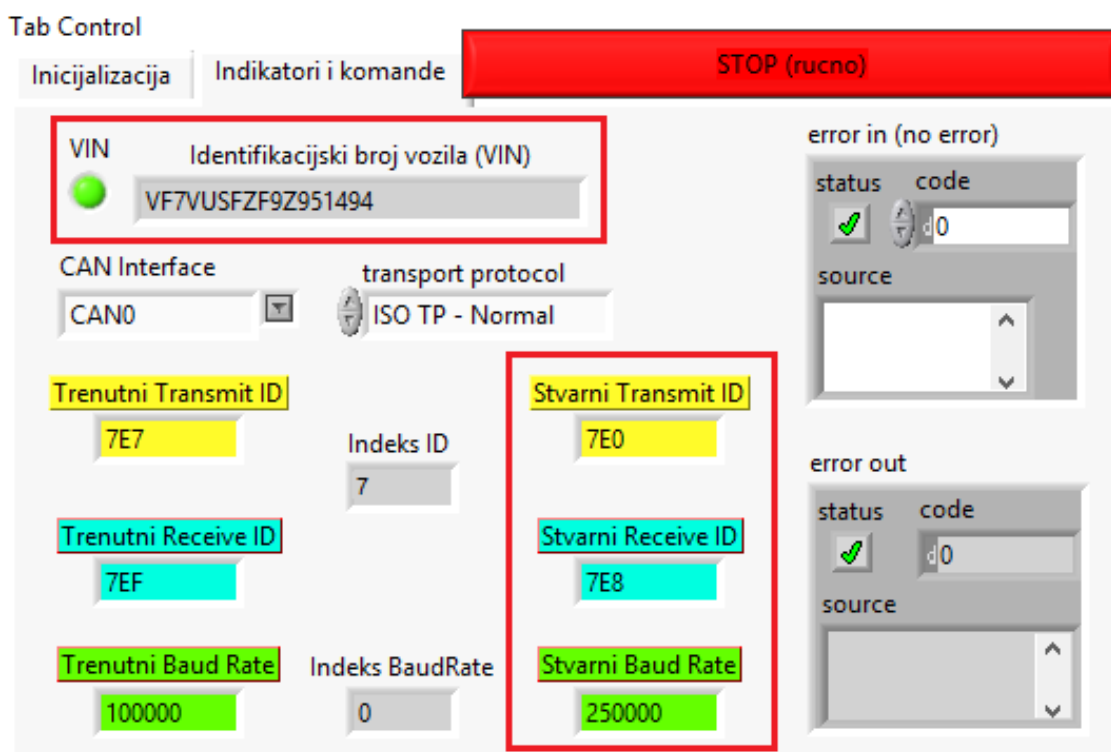 Tab Control
Inicijalizacija
Indikatori i komande
STOP (rucno)
VIN
Identifikacijski broj vozila (VIN)
VF7VUSFZF9Z951494
CAN Interface
CAN0
transport protocol
ISO TP - Normal
Trenutni Transmit ID
7E7
Indeks ID
7
Stvarni Transmit ID
7E0
Trenutni Receive ID
7EF
Stvarni Receive ID
7E8
Trenutni Baud Rate
100000
Indeks BaudRate
0
Stvarni Baud Rate
250000
error in (no error)
status
code
d0
source
error out
status
code
d0
source